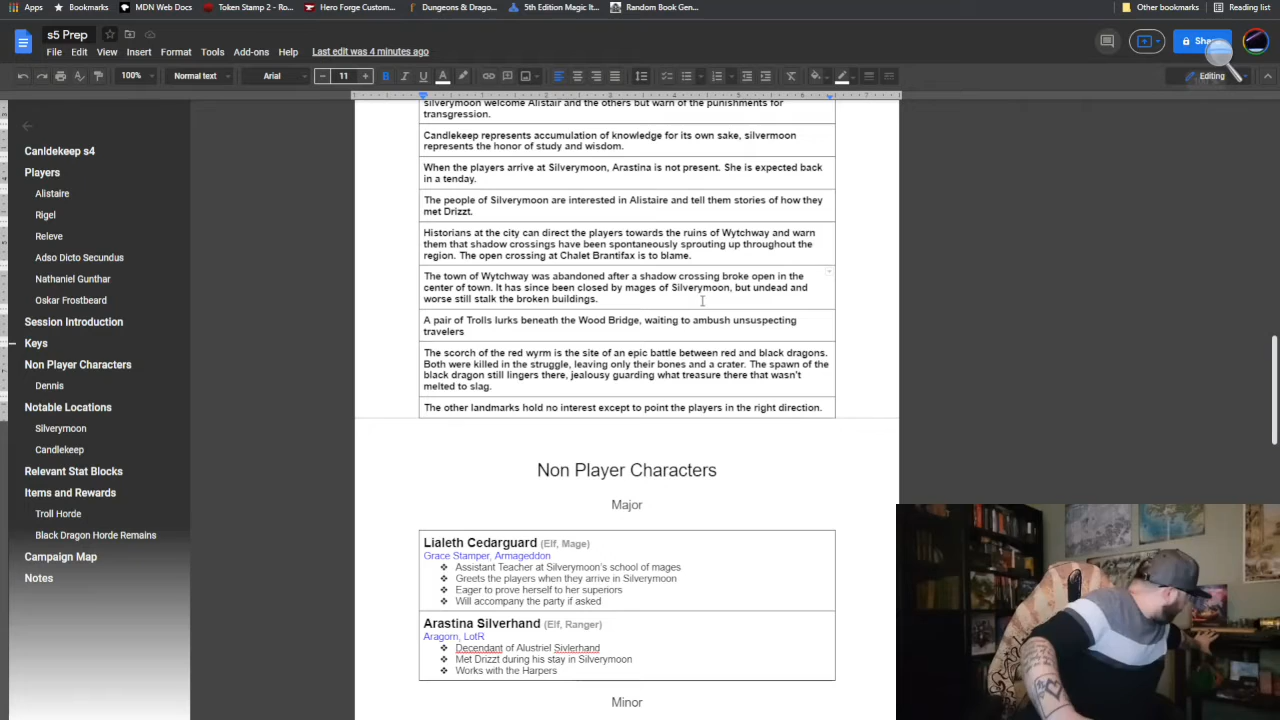 Apps
Bookmarks
MDN Web Docs
Token Stamp 2 - Ro...
Hero Forge Custom...
Dungeons & Drago...
5th Edition Magic It...
Random Book Gen...
Other bookmarks
Reading list
s5 Prep
File Edit View Insert Format Tools Add-ons Help Last edit was 4 minutes ago
Share
100% Normal text Arial 11 Editing
Canldekeep s4
Players
Alistaire
Rigel
Releve
Adso Dicto Secundus
Nathaniel Gunthar
Oskar Frostbeard
Session Introduction
Keys
Non Player Characters
Dennis
Notable Locations
Silverymoon
Candlekeep
Relevant Stat Blocks
Items and Rewards
Troll Horde
Black Dragon Horde Remains
Campaign Map
Notes
silverymoon welcome Alistair and the others but warn of the punishments for
transgression.
Candlekeep represents accumulation of knowledge for its own sake, silvermoon
represents the honor of study and wisdom.
When the players arrive at Silverymoon, Arastina is not present. She is expected back
in a tenday.
The people of Silverymoon are interested in Alistaire and tell them stories of how they
met Drizzt.
Historians at the city can direct the players towards the ruins of Wytchway and warn
them that shadow crossings have been spontaneously sprouting up throughout the
region. The open crossing at Chalet Brantifax is to blame.
The town of Wytchway was abandoned after a shadow crossing broke open in the
center of town. It has since been closed by mages of Silverymoon, but undead and
worse still stalk the broken buildings.
A pair of Trolls lurks beneath the Wood Bridge, waiting to ambush unsuspecting
travelers
The scorch of the red wyrm is the site of an epic battle between red and black dragons.
Both were killed in the struggle, leaving only their bones and a crater. The spawn of the
black dragon still lingers there, jealousy guarding what treasure there that wasn't
melted to slag.
The other landmarks hold no interest except to point the players in the right direction.
Non Player Characters
Major
Lialeth Cedarguard (Elf, Mage)
Grace Stamper, Armageddon
❖ Assistant Teacher at Silverymoon's school of mages
❖ Greets the players when they arrive in Silverymoon
❖ Eager to prove herself to her superiors
❖ Will accompany the party if asked
Arastina Silverhand (Elf, Ranger)
Aragorn, LotR
❖ Decendant of Alustriel Sivlerhand
❖ Met Drizzt during his stay in Silverymoon
❖ Works with the Harpers
Minor